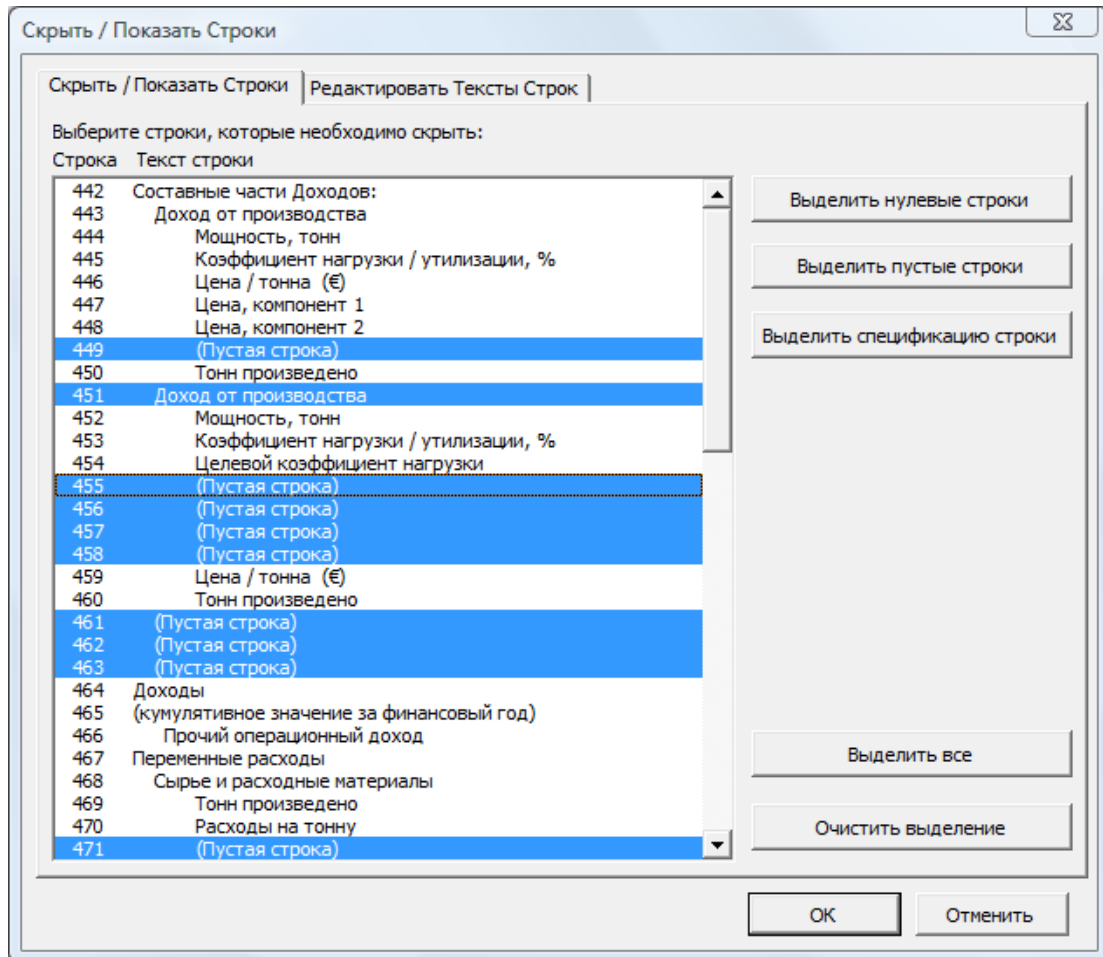 Скрыть / Показать Строки
Скрыть / Показать Строки
Редактировать Тексты Строк
Выберите строки, которые необходимо скрыть:
Строка Текст строки
442 Составные части Доходов:
443 Доход от производства
444 Мощность, тонн
445 Коэффициент нагрузки / утилизации, %
446 Цена / тонна (€)
447 Цена, компонент 1
448 Цена, компонент 2
449 (Пустая строка)
450 Тонн произведено
451 Доход от производства
452 Мощность, тонн
453 Коэффициент нагрузки / утилизации, %
454 Целевой коэффициент нагрузки
455 (Пустая строка)
456 (Пустая строка)
457 (Пустая строка)
458 (Пустая строка)
459 Цена / тонна (€)
460 Тонн произведено
461 (Пустая строка)
462 (Пустая строка)
463 (Пустая строка)
464 Доходы
465 (кумулятивное значение за финансовый год)
466 Прочий операционный доход
467 Переменные расходы
468 Сырье и расходные материалы
469 Тонн произведено
470 Расходы на тонну
471 (Пустая строка)
Выделить нулевые строки
Выделить пустые строки
Выделить спецификацию строки
Выделить все
Очистить выделение
ОК
Отменить